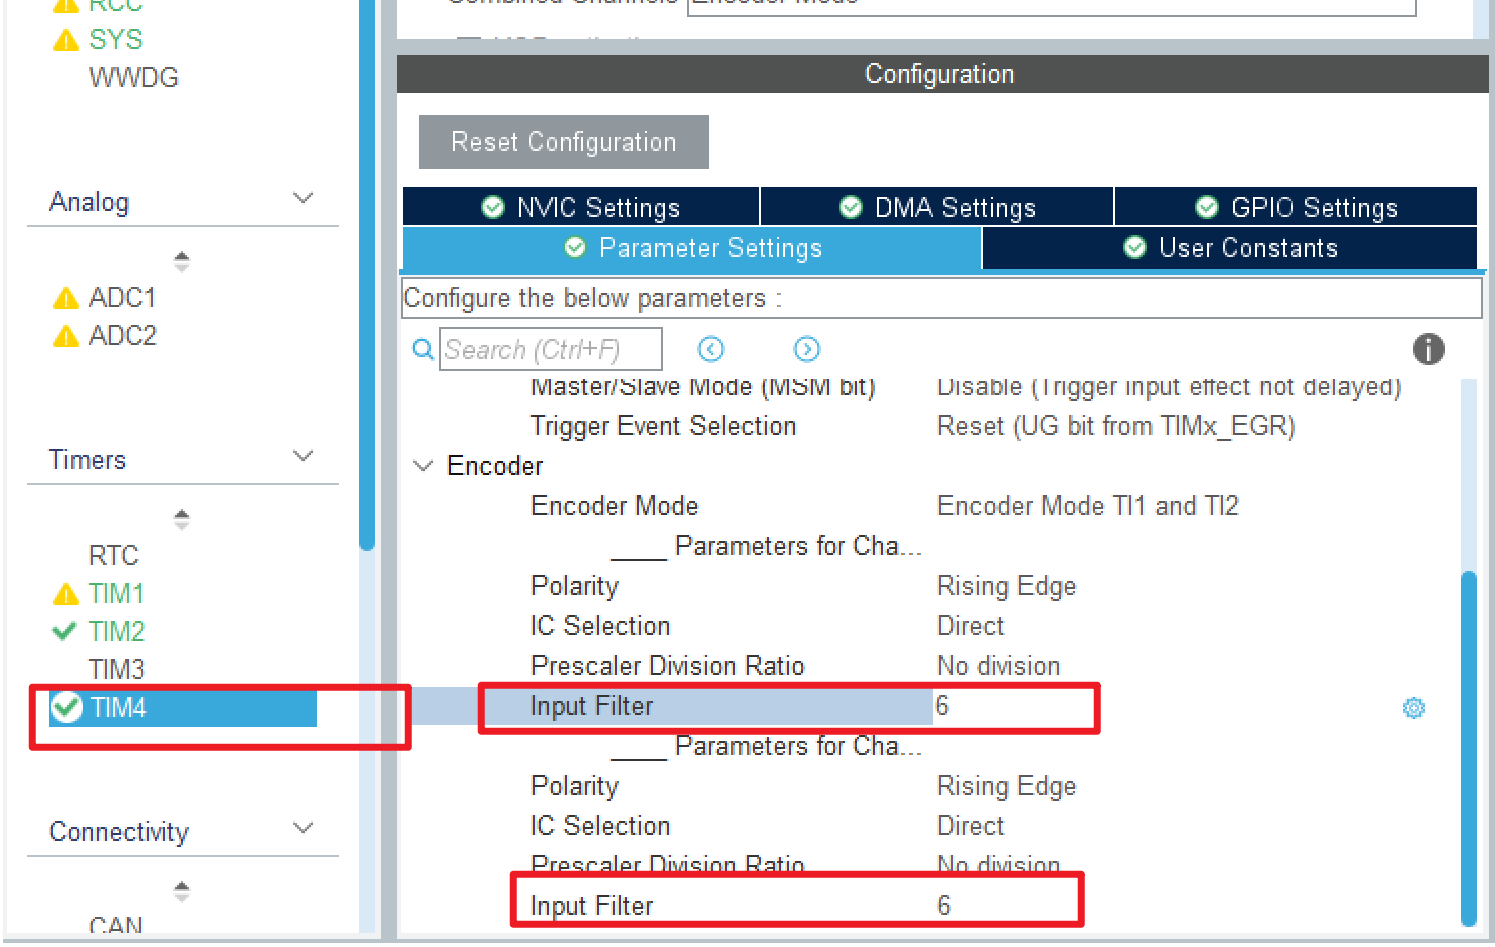 RCC
SYS
WWDG
Analog
ADC1
ADC2
Timers
RTC
TIM1
TIM2
TIM3
TIM4
Connectivity
CAN
Combined Channels Encoder Mode
Configuration
Reset Configuration
NVIC Settings
DMA Settings
GPIO Settings
Parameter Settings
User Constants
Configure the below parameters :
Search (Ctrl+F)
Master/Slave Mode (MSM bit) Disable (Trigger input effect not delayed)
Trigger Event Selection Reset (UG bit from TIMx_EGR)
Encoder
Encoder Mode Encoder Mode TI1 and TI2
____ Parameters for Cha...
Polarity Rising Edge
IC Selection Direct
Prescaler Division Ratio No division
Input Filter 6
____ Parameters for Cha...
Polarity Rising Edge
IC Selection Direct
Prescaler Division Ratio No division
Input Filter 6